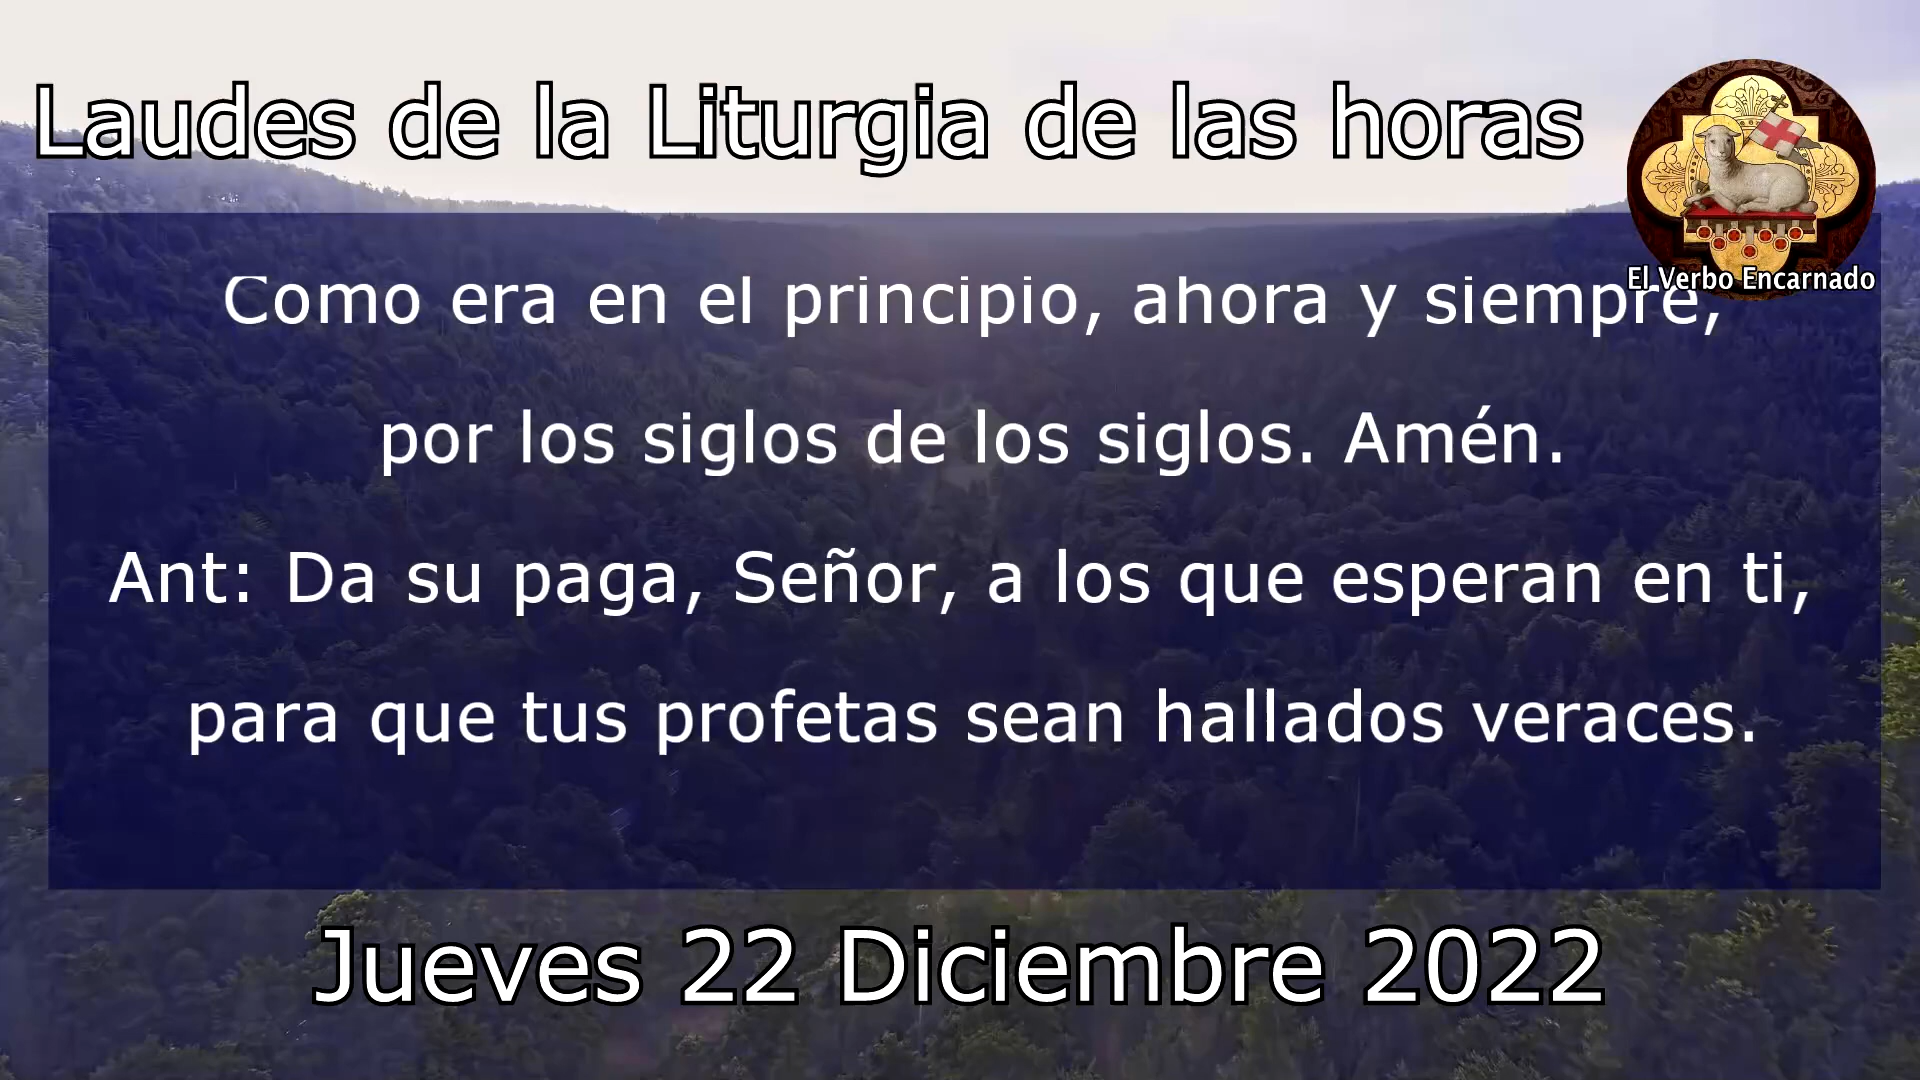 Laudes de la Liturgia de las horas
El Verbo Encarnado
Como era en el principio, ahora y siempre,
por los siglos de los siglos. Amén.
Ant: Da su paga, Señor, a los que esperan en ti,
para que tus profetas sean hallados veraces.
Jueves 22 Diciembre 2022